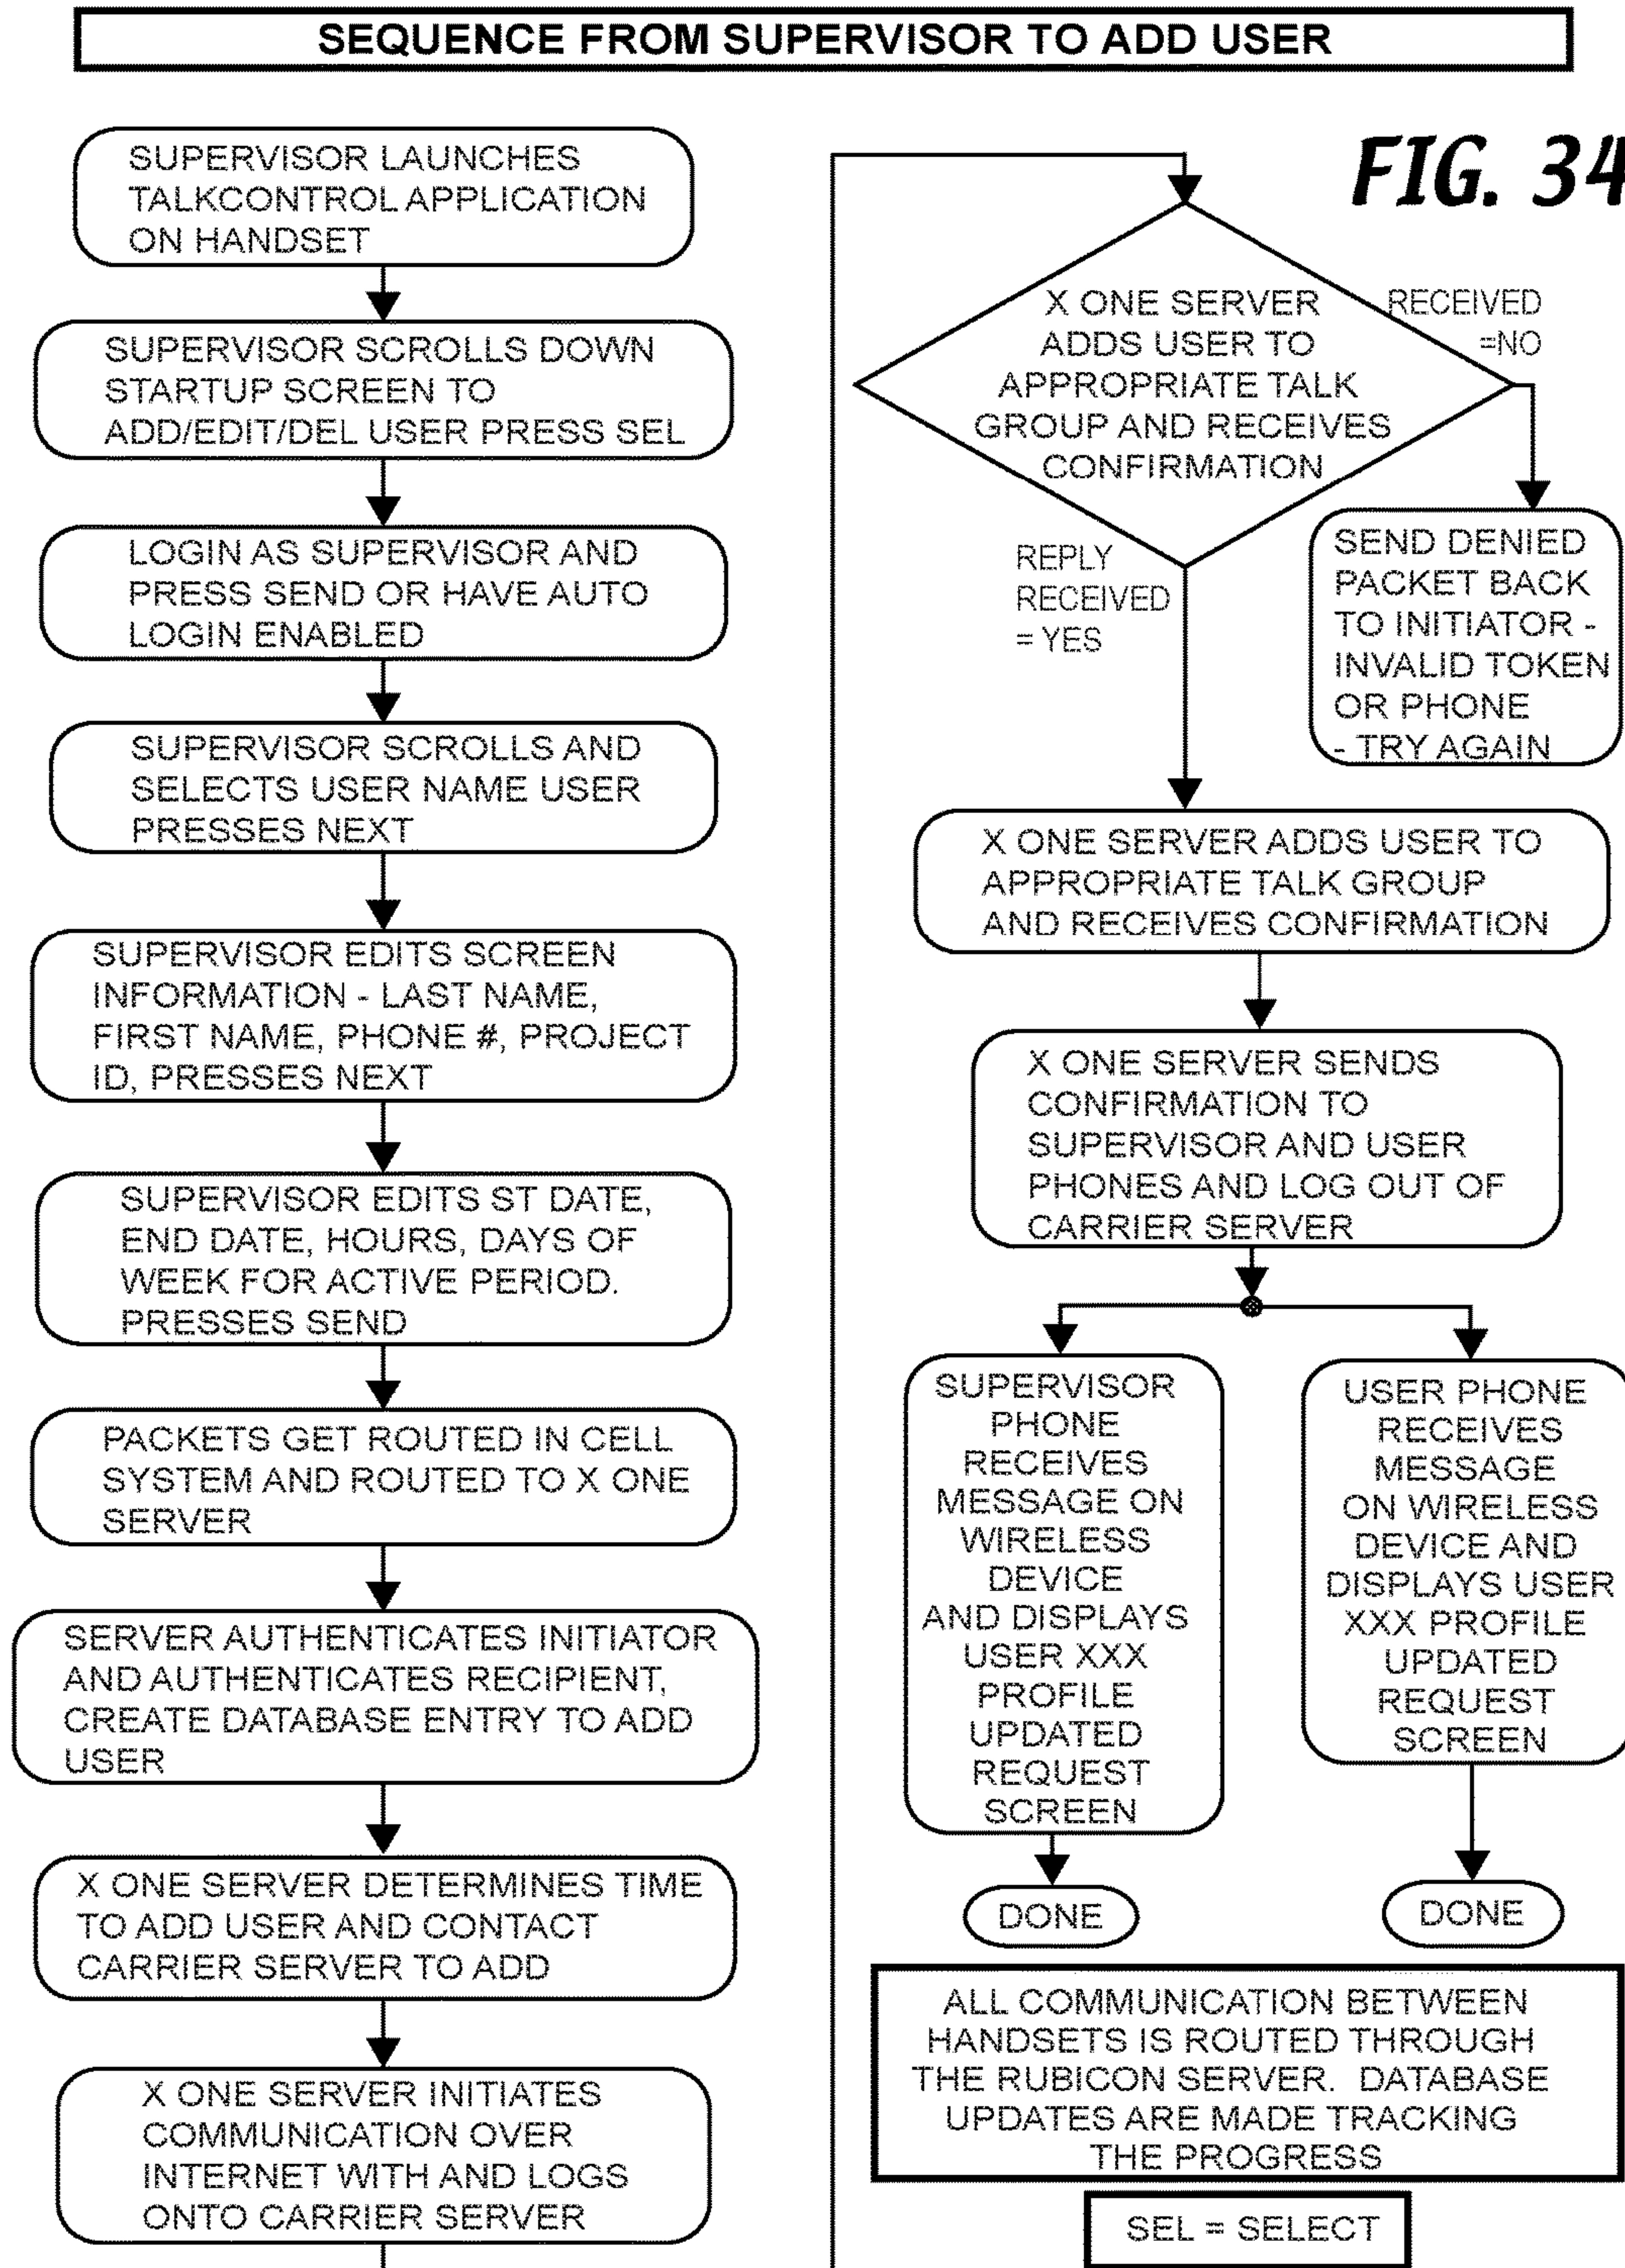 SEQUENCE FROM SUPERVISOR TO ADD USER
FIG. 34
SUPERVISOR LAUNCHES
TALKCONTROL APPLICATION
ON HANDSET
SUPERVISOR SCROLLS DOWN
STARTUP SCREEN TO
ADD/EDIT/DEL USER PRESS SEL
LOGIN AS SUPERVISOR AND
PRESS SEND OR HAVE AUTO
LOGIN ENABLED
SUPERVISOR SCROLLS AND
SELECTS USER NAME USER
PRESSES NEXT
SUPERVISOR EDITS SCREEN
INFORMATION - LAST NAME,
FIRST NAME, PHONE #, PROJECT
ID, PRESSES NEXT
SUPERVISOR EDITS ST DATE,
END DATE, HOURS, DAYS OF
WEEK FOR ACTIVE PERIOD.
PRESSES SEND
PACKETS GET ROUTED IN CELL
SYSTEM AND ROUTED TO X ONE
SERVER
SERVER AUTHENTICATES INITIATOR
AND AUTHENTICATES RECIPIENT,
CREATE DATABASE ENTRY TO ADD
USER
X ONE SERVER DETERMINES TIME
TO ADD USER AND CONTACT
CARRIER SERVER TO ADD
X ONE SERVER INITIATES
COMMUNICATION OVER
INTERNET WITH AND LOGS
ONTO CARRIER SERVER
X ONE SERVER
ADDS USER TO
APPROPRIATE TALK
GROUP AND RECEIVES
CONFIRMATION
RECEIVED
=NO
SEND DENIED
PACKET BACK
TO INITIATOR -
INVALID TOKEN
OR PHONE
- TRY AGAIN
REPLY
RECEIVED
= YES
X ONE SERVER ADDS USER TO
APPROPRIATE TALK GROUP
AND RECEIVES CONFIRMATION
X ONE SERVER SENDS
CONFIRMATION TO
SUPERVISOR AND USER
PHONES AND LOG OUT OF
CARRIER SERVER
SUPERVISOR
PHONE
RECEIVES
MESSAGE ON
WIRELESS
DEVICE
AND DISPLAYS
USER XXX
PROFILE
UPDATED
REQUEST
SCREEN
DONE
USER PHONE
RECEIVES
MESSAGE
ON WIRELESS
DEVICE AND
DISPLAYS USER
XXX PROFILE
UPDATED
REQUEST
SCREEN
DONE
ALL COMMUNICATION BETWEEN
HANDSETS IS ROUTED THROUGH
THE RUBICON SERVER. DATABASE
UPDATES ARE MADE TRACKING
THE PROGRESS
SEL = SELECT